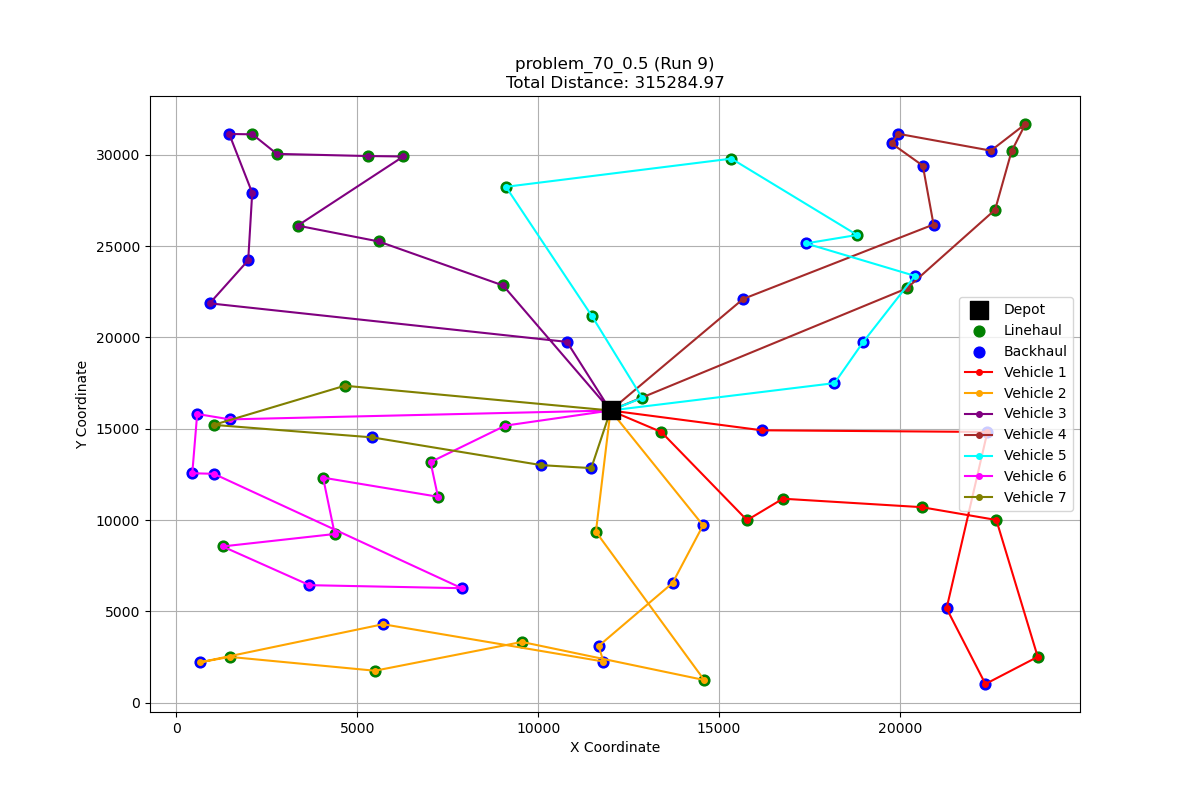 problem_70_0.5 (Run 9)
Total Distance: 315284.97
Y Coordinate
30000
25000
20000
15000
10000
5000
0
Depot
Linehaul
Backhaul
Vehicle 1
Vehicle 2
Vehicle 3
Vehicle 4
Vehicle 5
Vehicle 6
Vehicle 7
0 5000 10000 15000 20000
X Coordinate